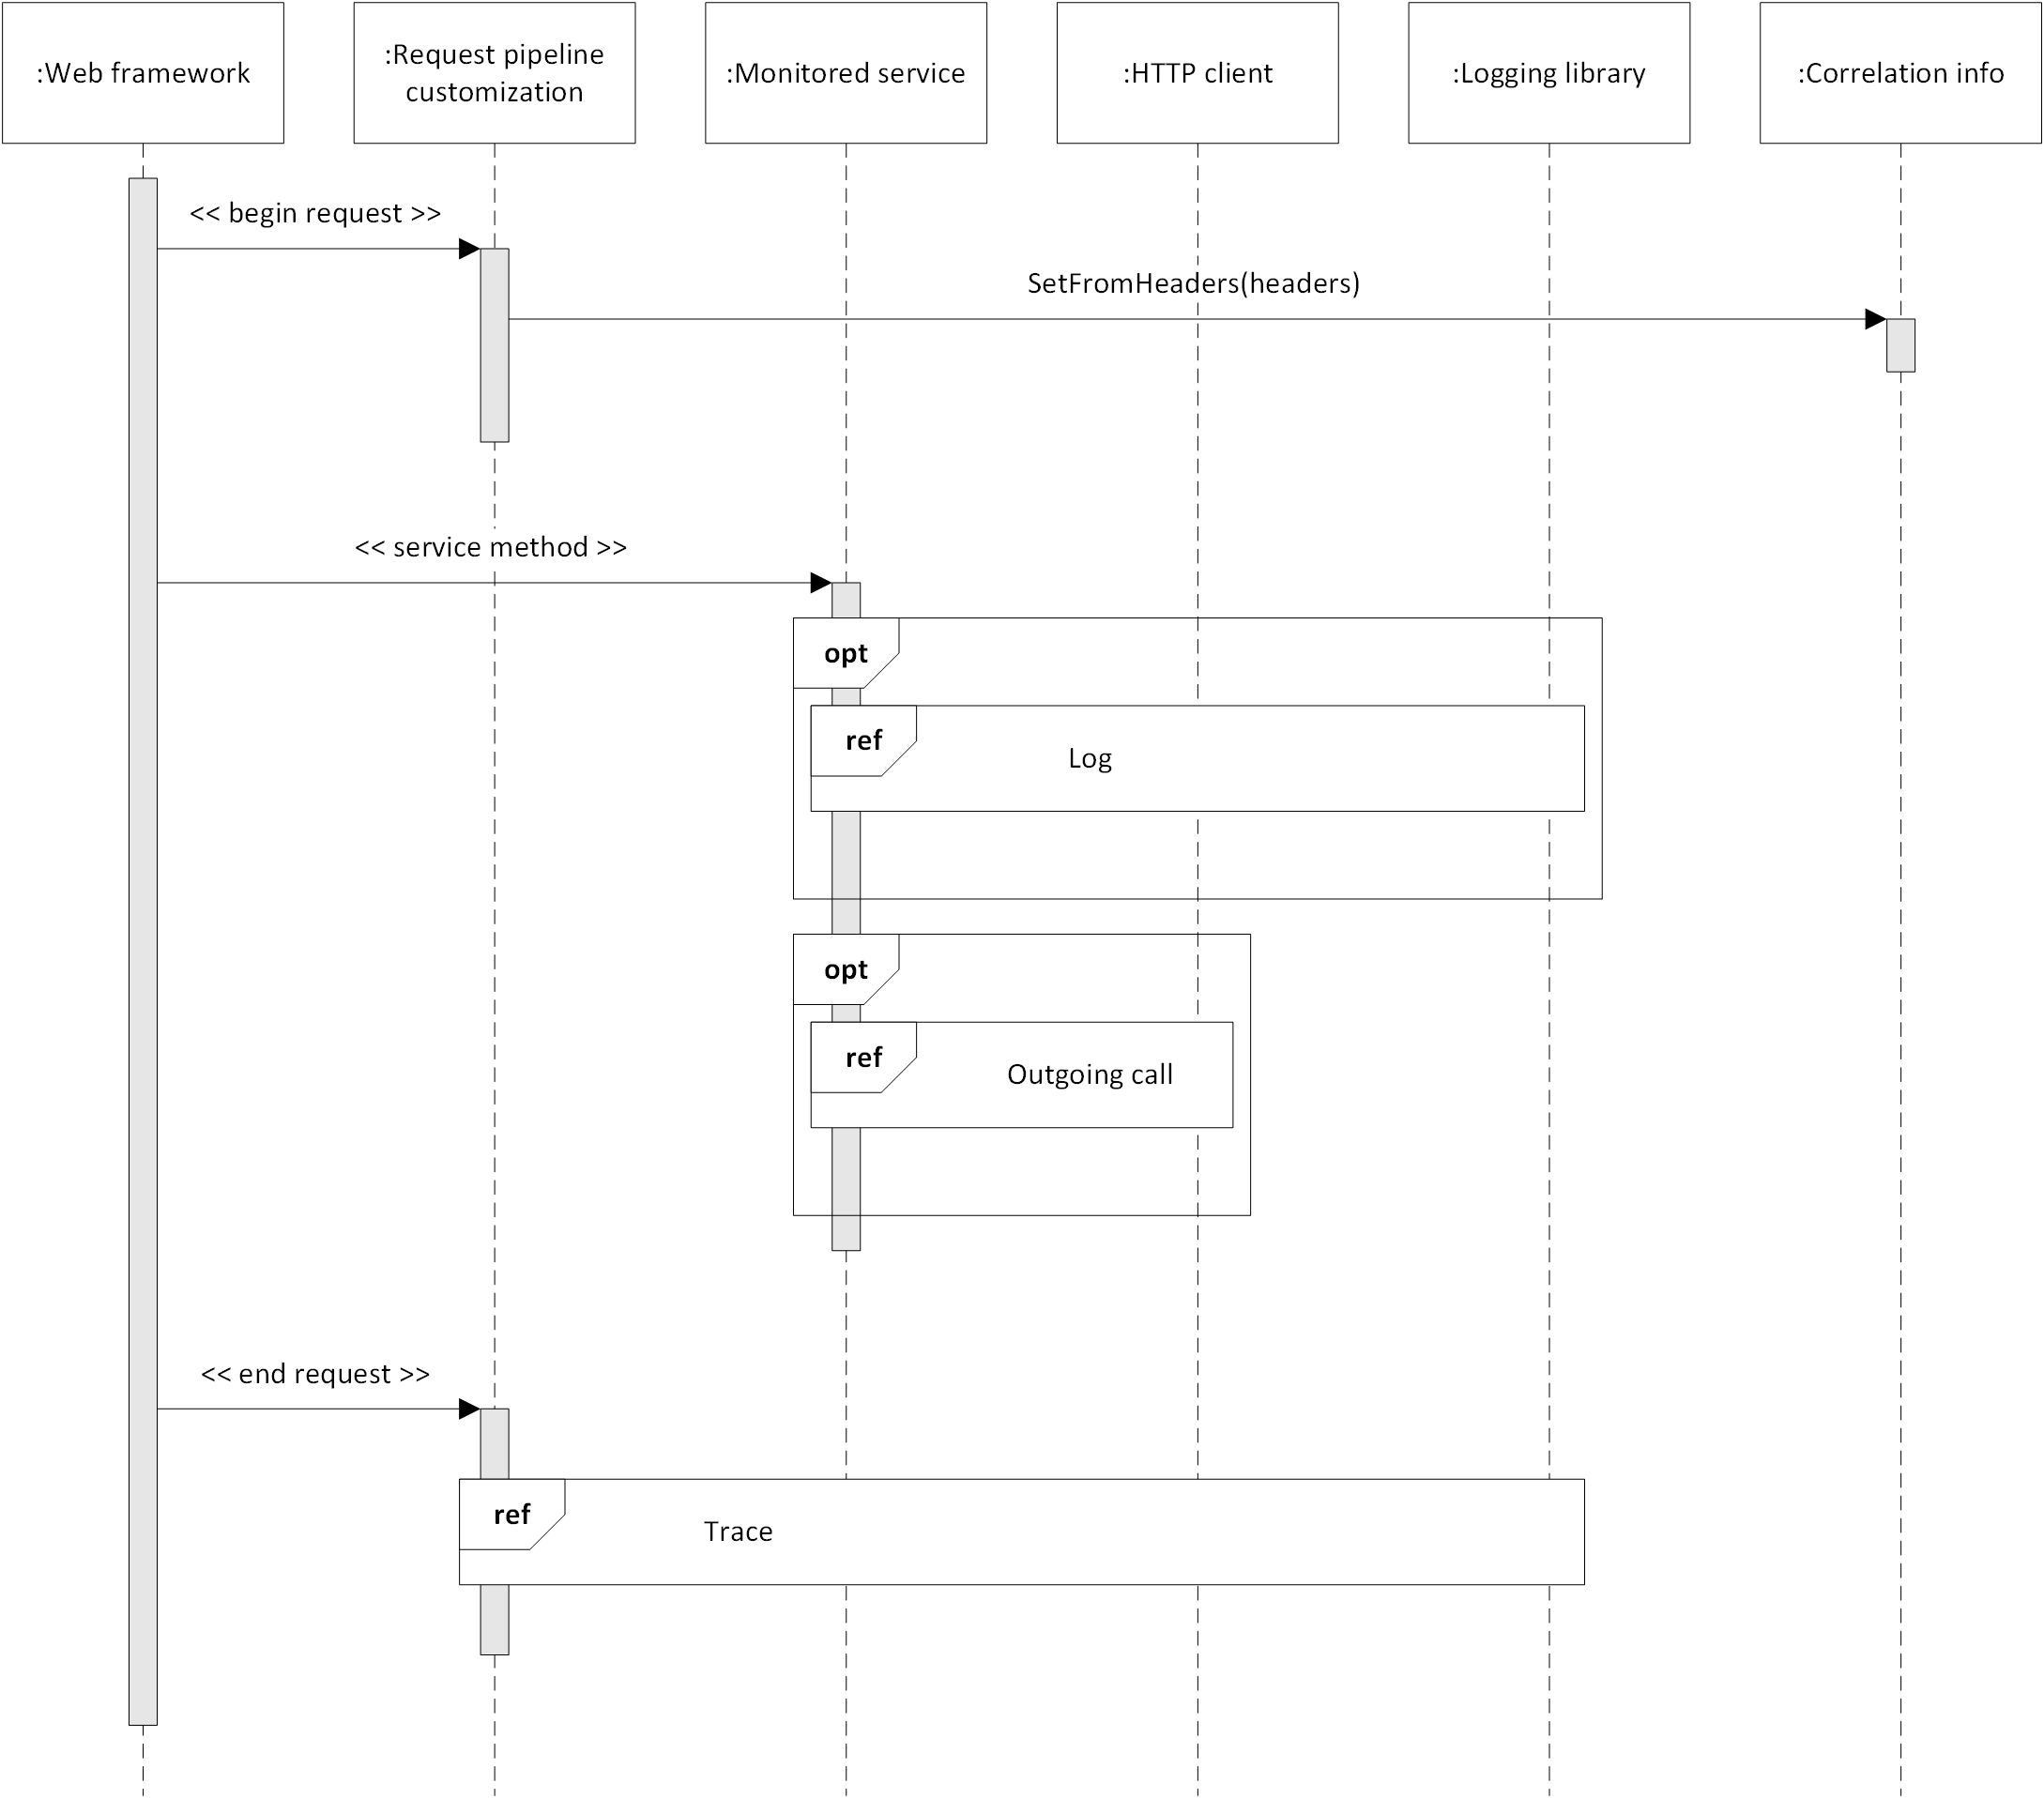 :Web framework
:Request pipeline
customization
:Monitored service
:HTTP client
:Logging library
:Correlation info
<< begin request >>
SetFromHeaders(headers)
<< service method >>
opt
ref
Log
opt
ref
Outgoing call
<< end request >>
ref
Trace